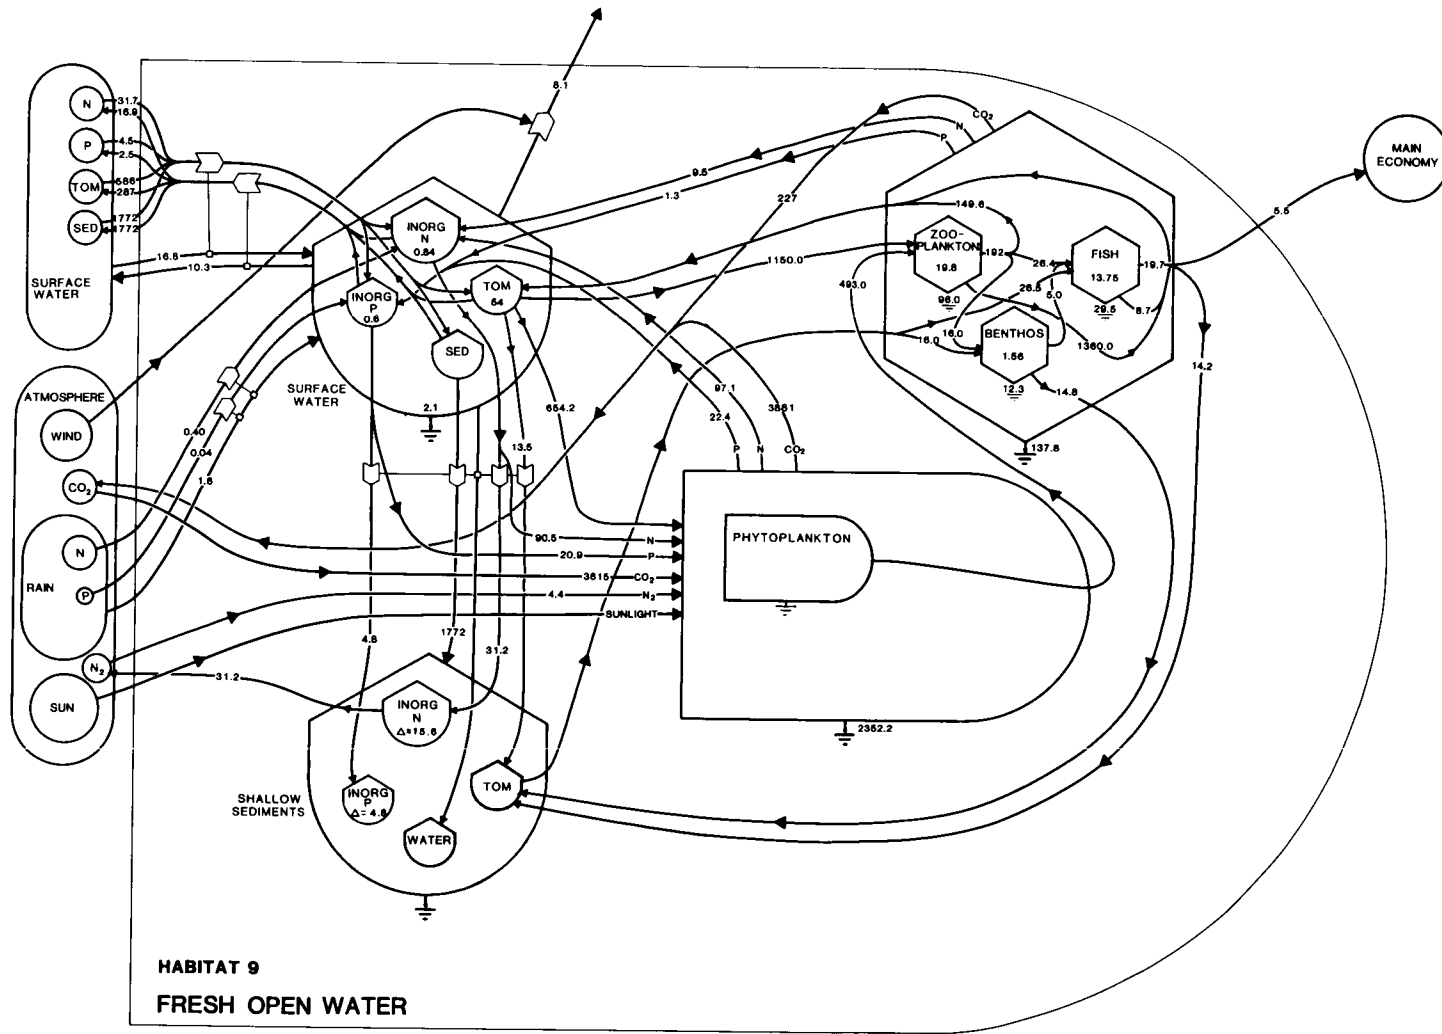 8.1
N
31.7
16.9
P
4.5
2.5
TOM
586
287
SED
1772
1772
SURFACE
WATER
16.8
10.3
INORG
N
0.84
INORG
P
0.6
TOM
54
SED
SURFACE
WATER
2.1
CO2
N
P
9.5
1.3
227
149.6
1150.0
493.0
ZOO-
PLANKTON
19.8
96.0
192
26.4
26.5
5.0
FISH
13.75
29.5
19.7
8.7
BENTHOS
1.56
12.3
16.0
16.0
1360.0
14.8
137.8
5.5
MAIN
ECONOMY
14.2
ATMOSPHERE
WIND
CO2
RAIN
N
P
N2
SUN
0.40
0.04
1.6
654.2
13.5
97.1
22.4
3881
P
N
CO2
90.5
N
20.9
P
3615
CO2
4.4
N2
SUNLIGHT
PHYTOPLANKTON
2352.2
4.8
1772
31.2
31.2
INORG
N
Δ=15.6
INORG
P
Δ= 4.8
TOM
WATER
SHALLOW
SEDIMENTS
HABITAT 9
FRESH OPEN WATER